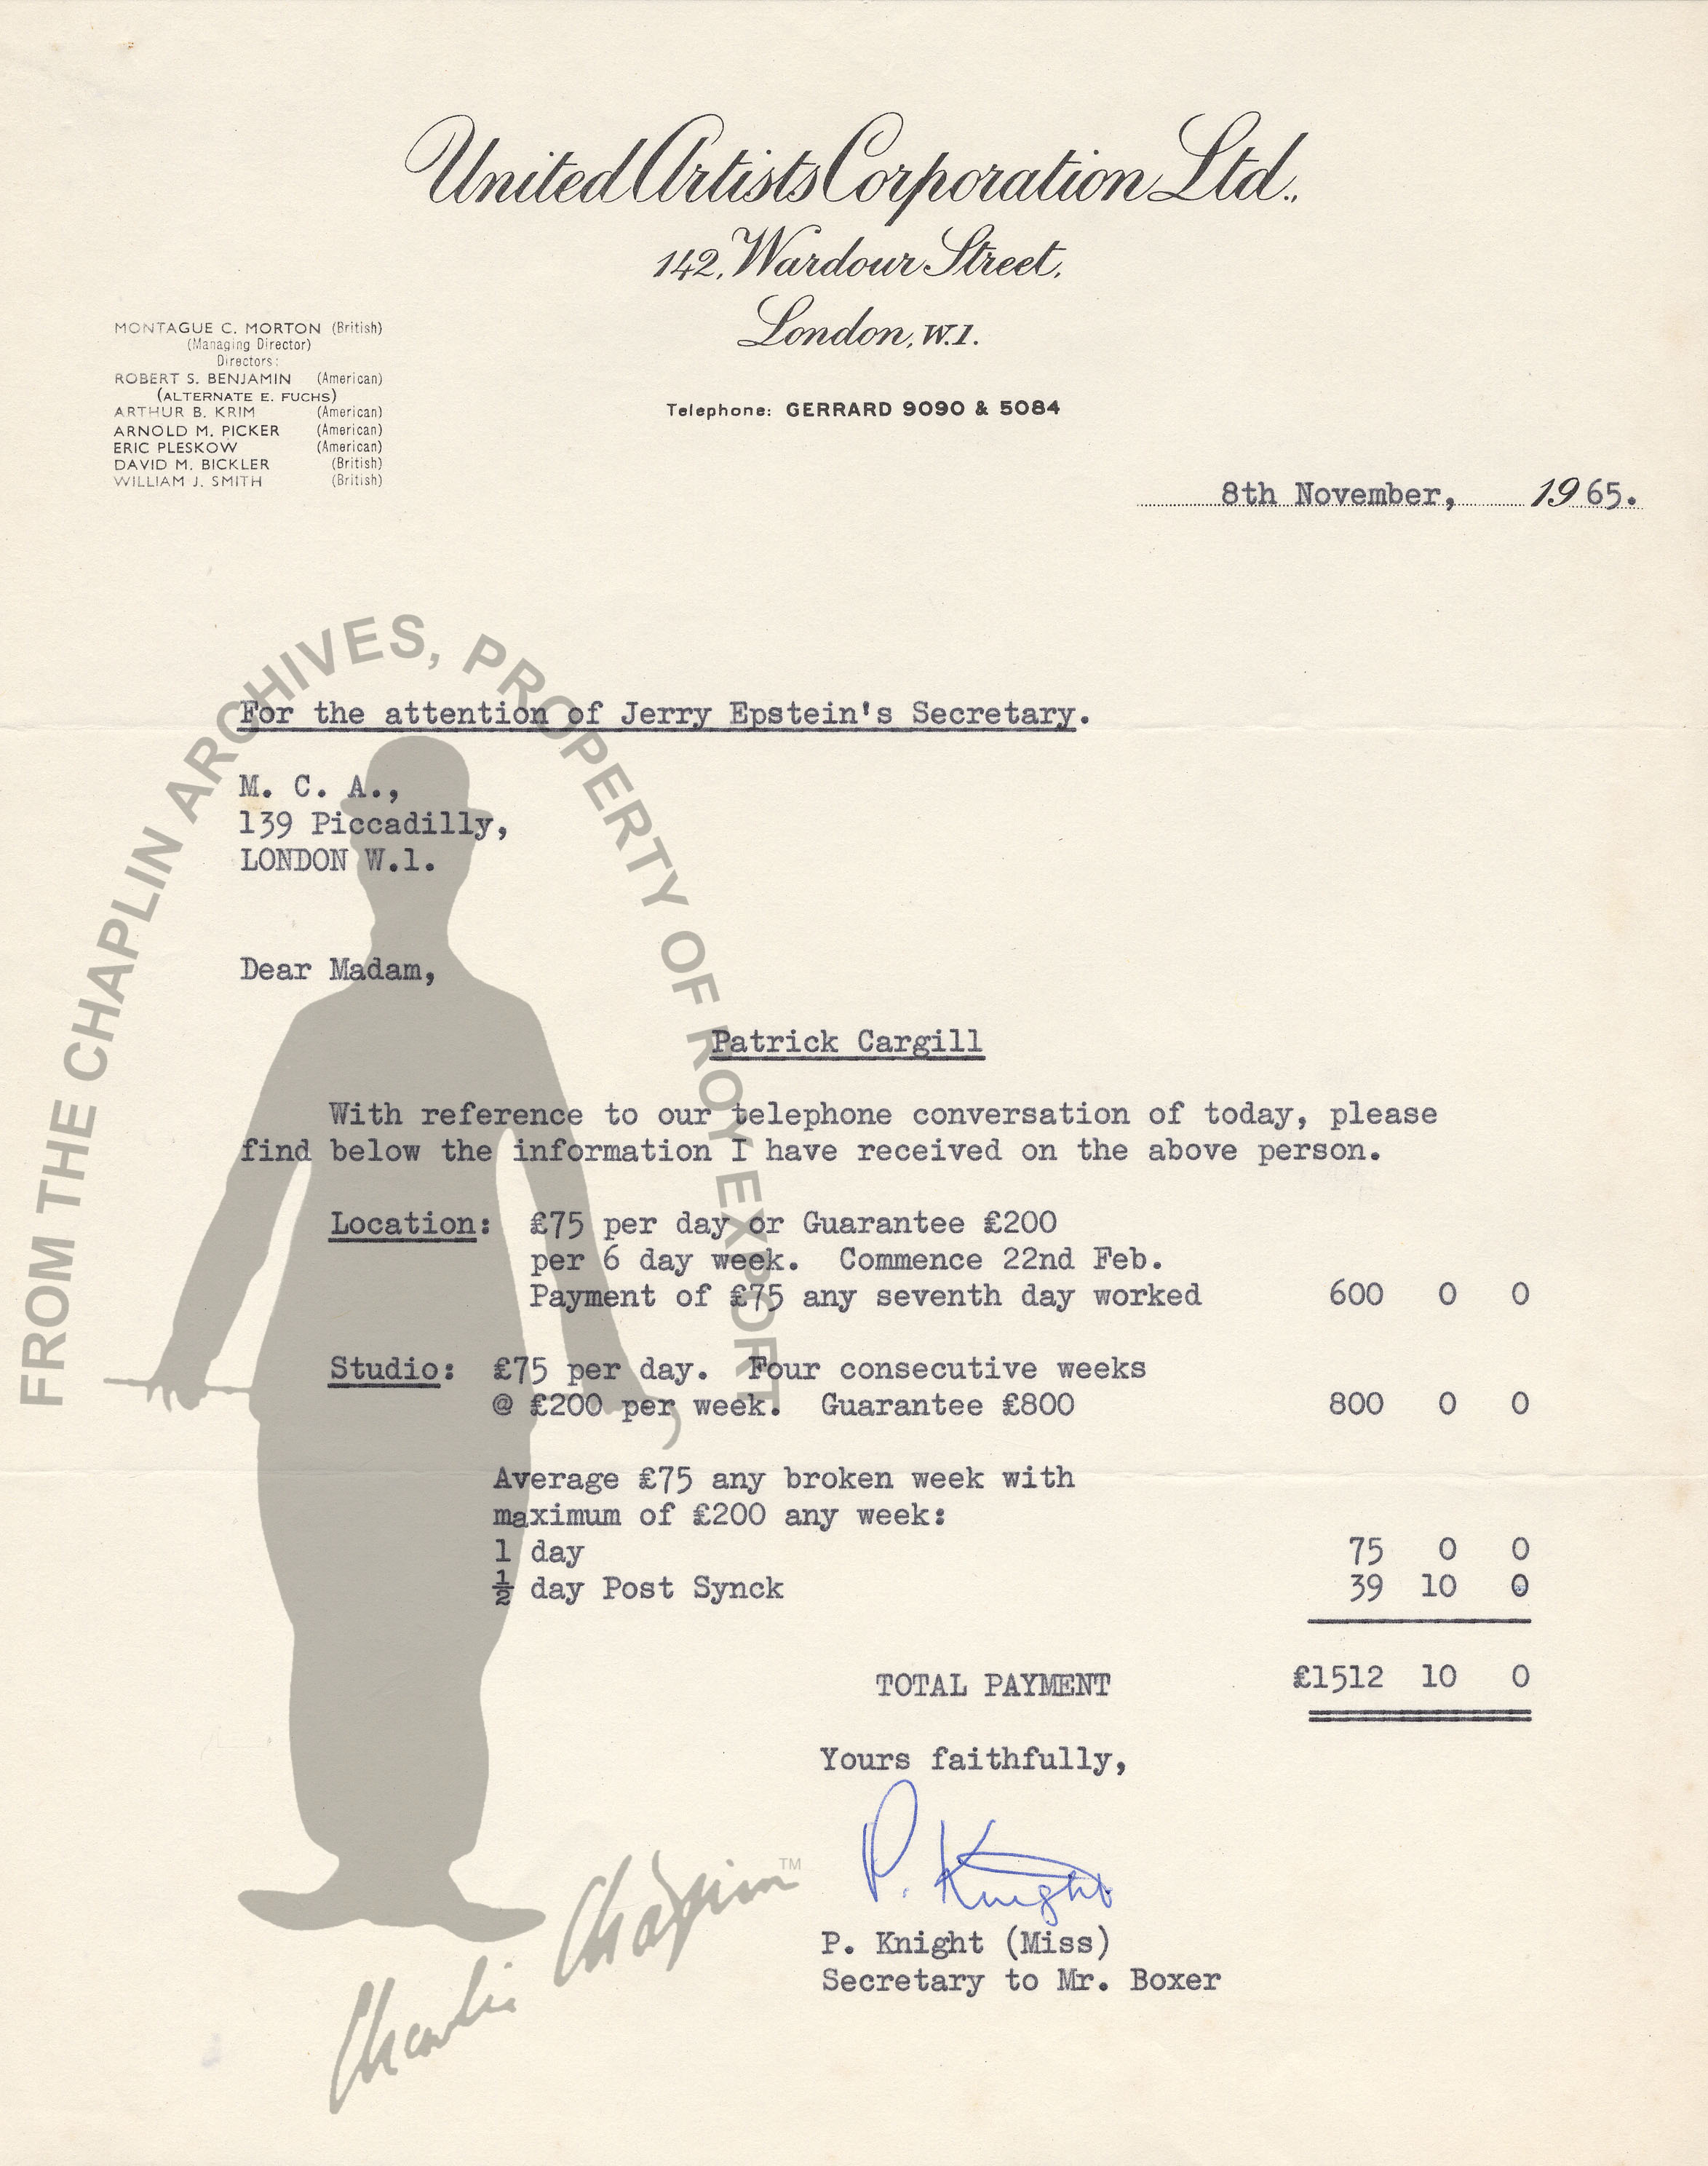 United Artists Corporation Ltd.,
142, Wardour Street,
London, W.1.
MONTAGUE C. MORTON (British)
(Managing Director)
Directors:
ROBERT S. BENJAMIN (American)
(ALTERNATE E. FUCHS)
ARTHUR B. KRIM (American)
ARNOLD M. PICKER (American)
ERIC PLESKOW (American)
DAVID M. BICKLER (British)
WILLIAM J. SMITH (British)
Telephone: GERRARD 9090 & 5084
8th November, 1965.
FROM THE CHAPLIN ARCHIVES, PROPERTY OF ROY EXPORT
For the attention of Jerry Epstein's Secretary.
M. C. A.,
139 Piccadilly,
LONDON W.1.
Dear Madam,
Patrick Cargill
With reference to our telephone conversation of today, please
find below the information I have received on the above person.
Location: £75 per day or Guarantee £200
per 6 day week. Commence 22nd Feb.
Payment of £75 any seventh day worked 600 0 0
Studio: £75 per day. Four consecutive weeks
@ £200 per week. Guarantee £800 800 0 0
Average £75 any broken week with
maximum of £200 any week:
1 day 75 0 0
½ day Post Synck 39 10 0
TOTAL PAYMENT £1512 10 0
Yours faithfully,
P. Knight
P. Knight (Miss)
Secretary to Mr. Boxer
Charlie Chaplin™